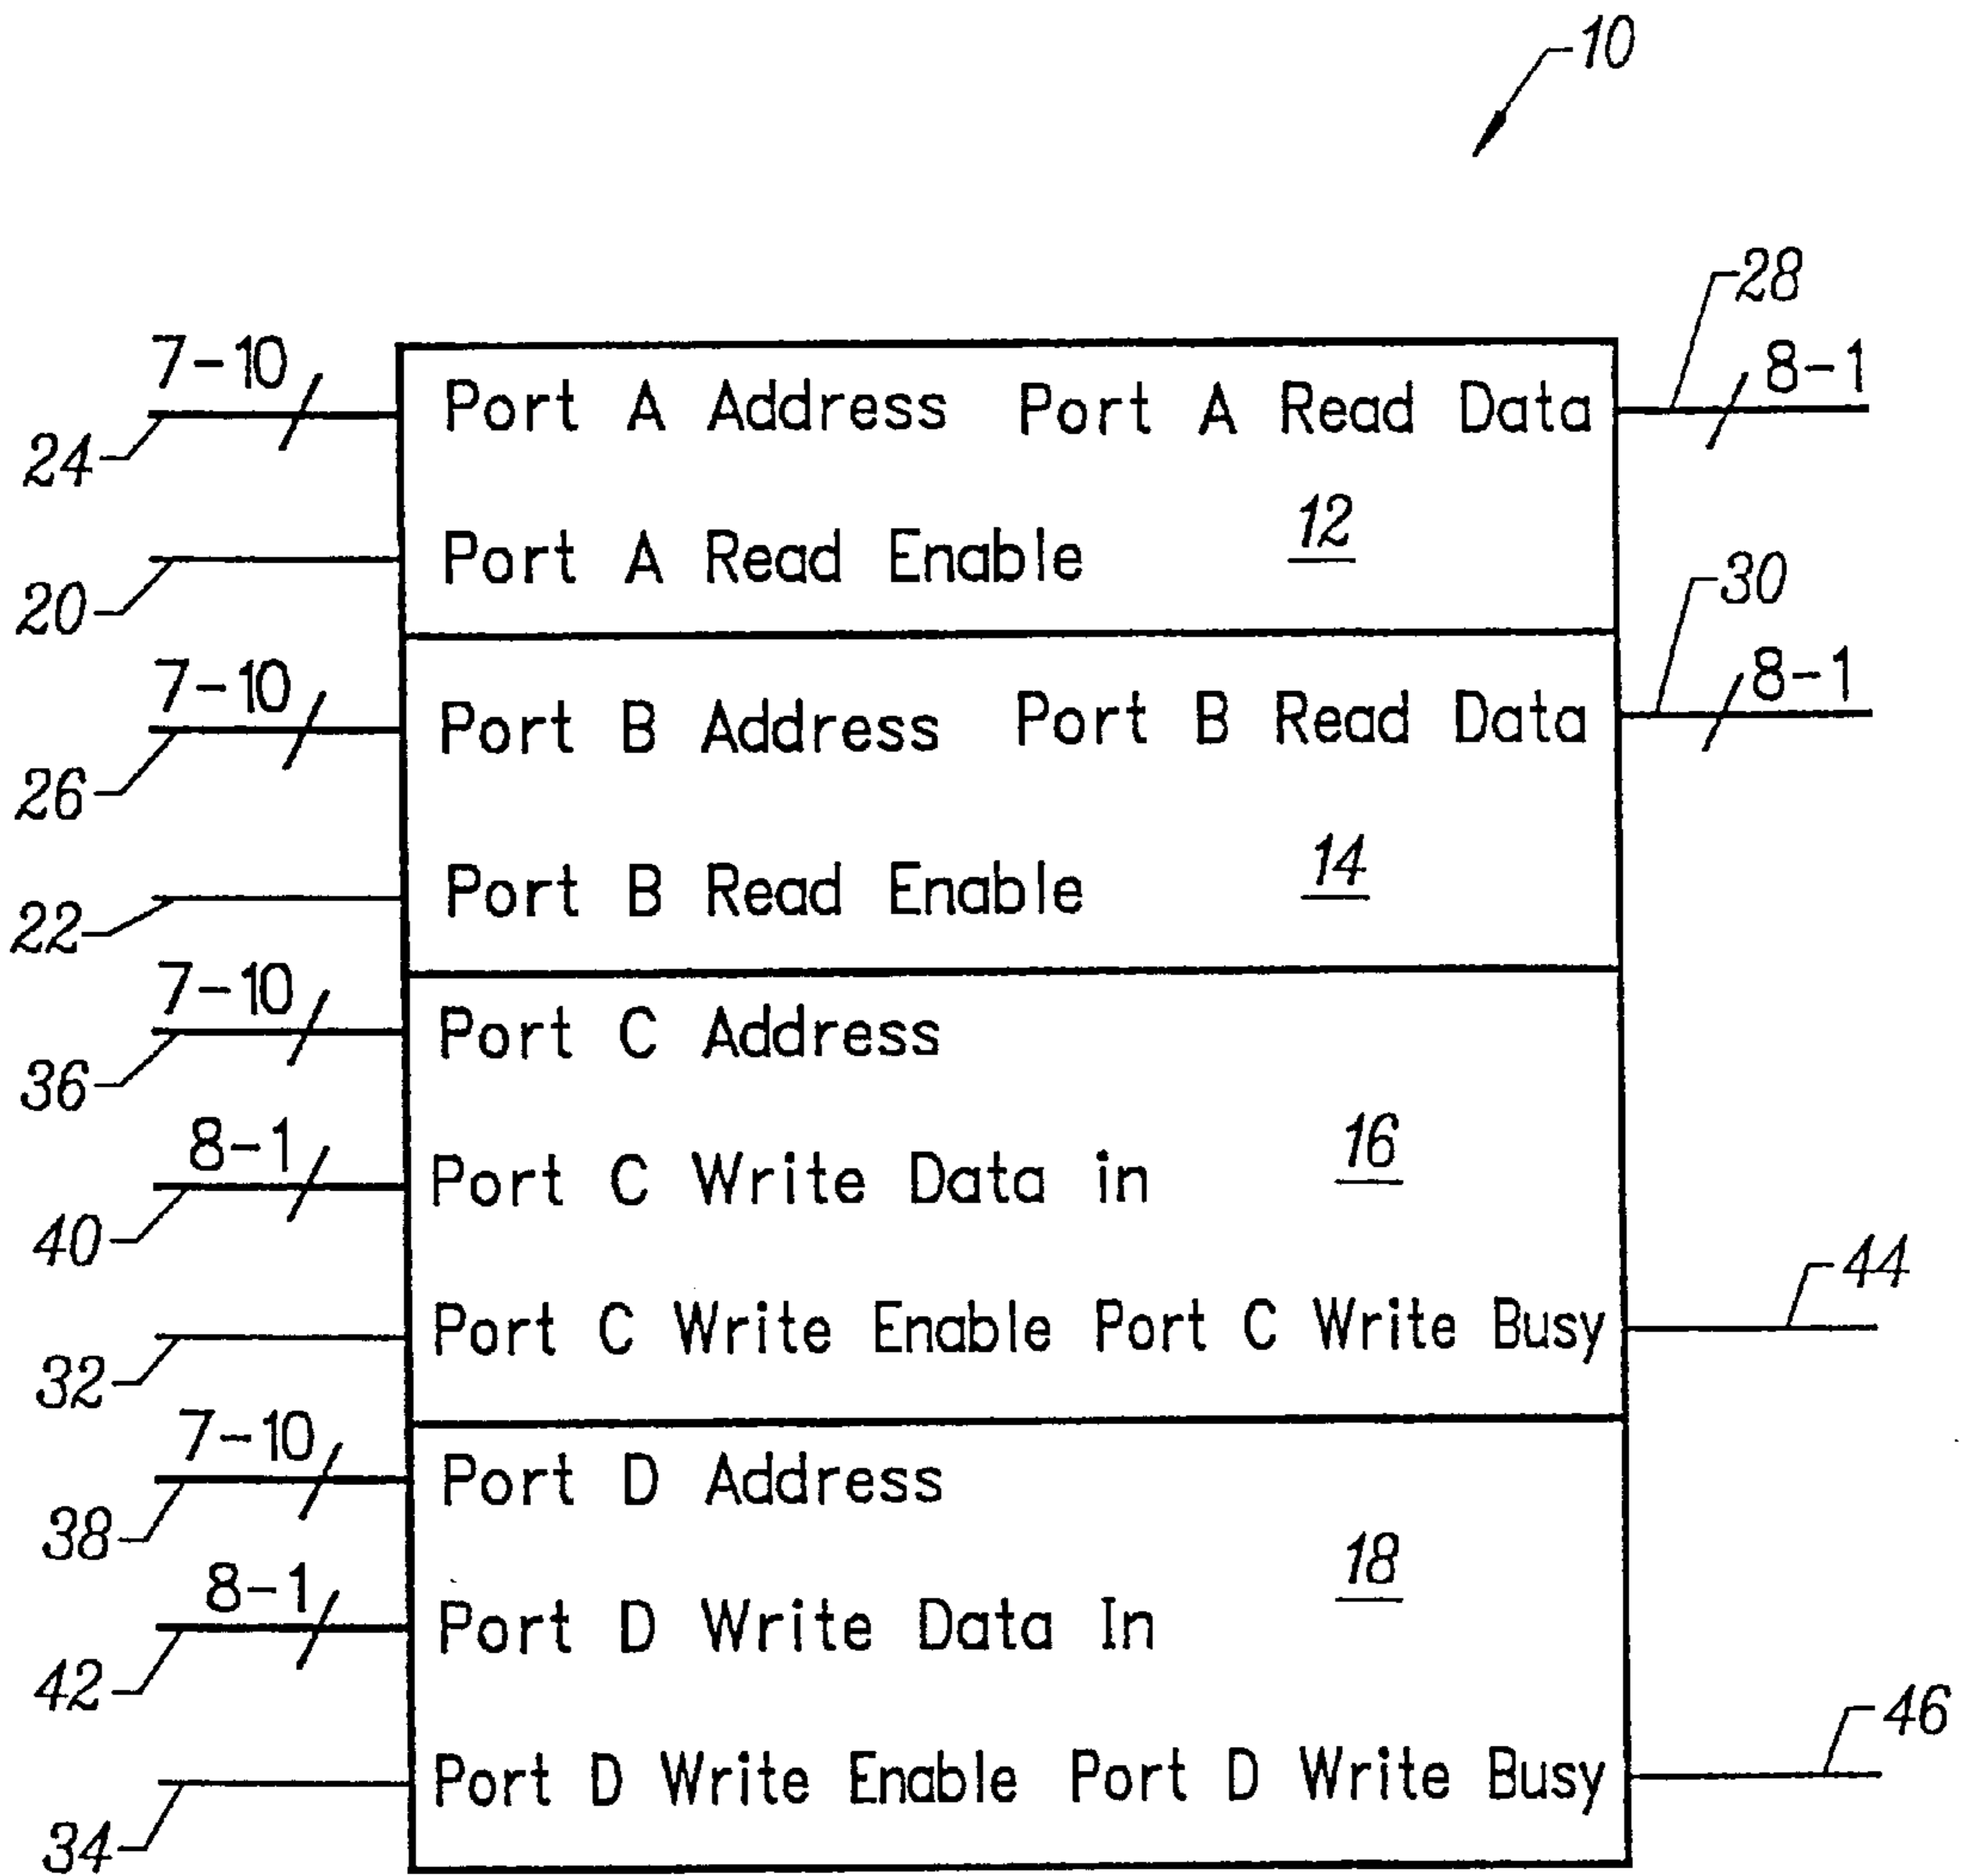 10
28
7-10 Port A Address Port A Read Data 8-1
24
12
Port A Read Enable
20
30
7-10 Port B Address Port B Read Data 8-1
26
14
Port B Read Enable
22
7-10 Port C Address
36
16
8-1 Port C Write Data in
40
44
Port C Write Enable Port C Write Busy
32
7-10 Port D Address
38
18
8-1 Port D Write Data In
42
46
Port D Write Enable Port D Write Busy
34